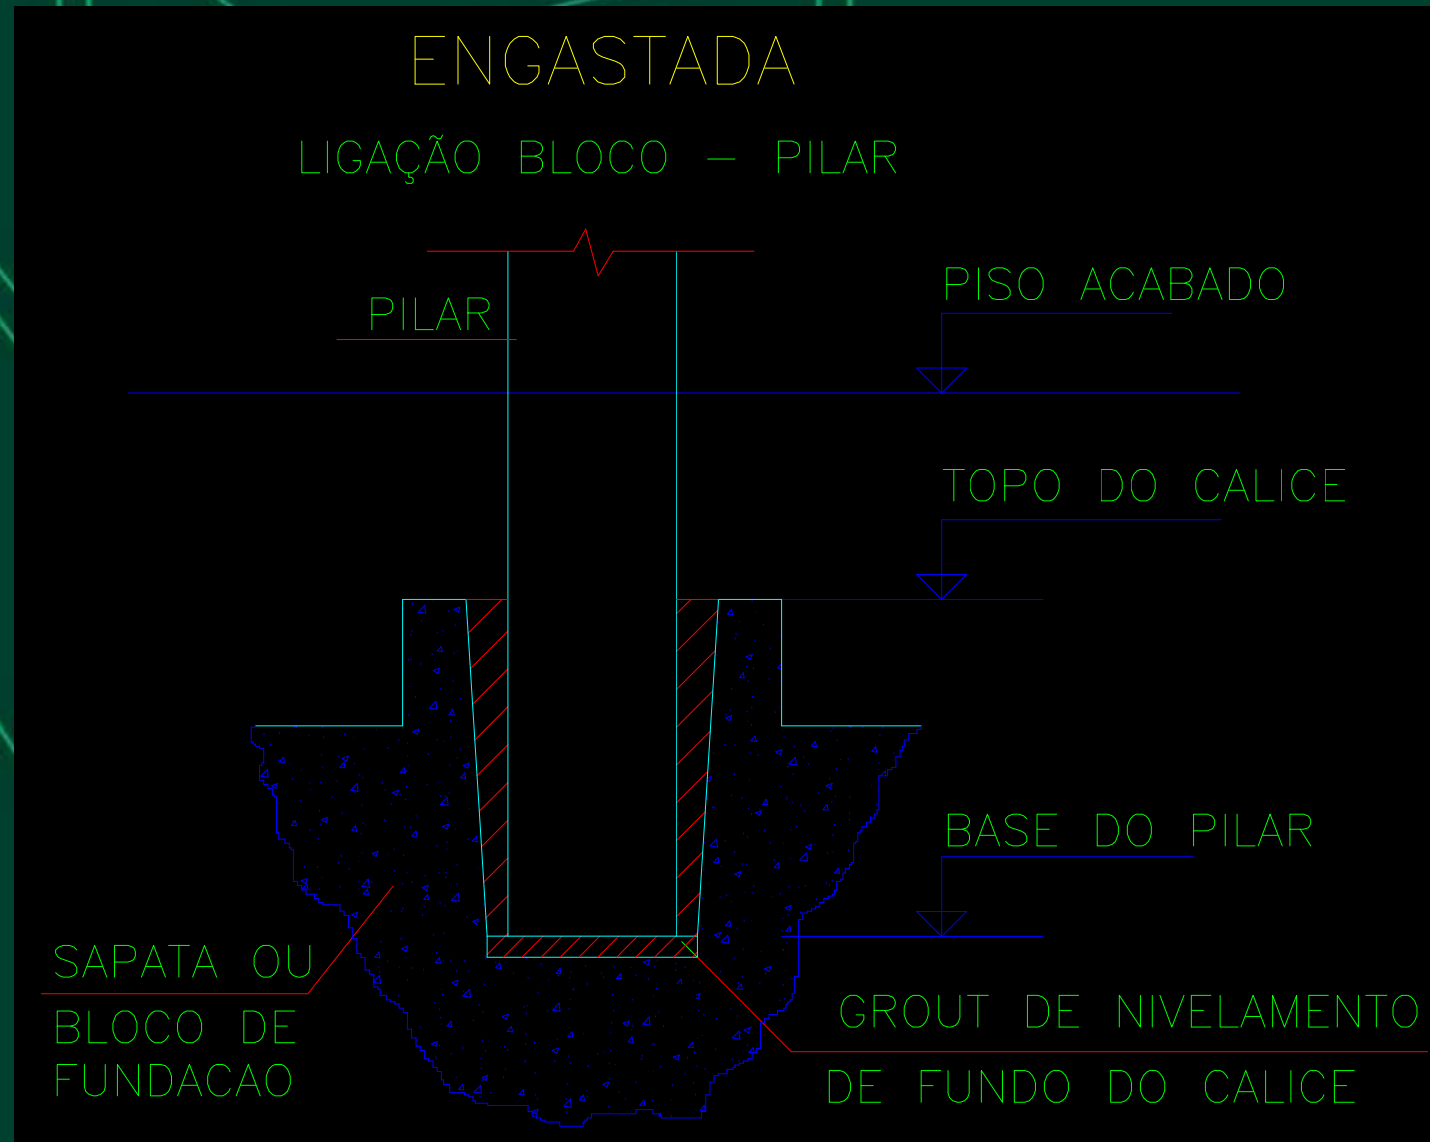 ENGASTADA
LIGAÇÃO BLOCO – PILAR
PISO ACABADO
PILAR
TOPO DO CALICE
BASE DO PILAR
SAPATA OU
BLOCO DE
FUNDACAO
GROUT DE NIVELAMENTO
DE FUNDO DO CALICE